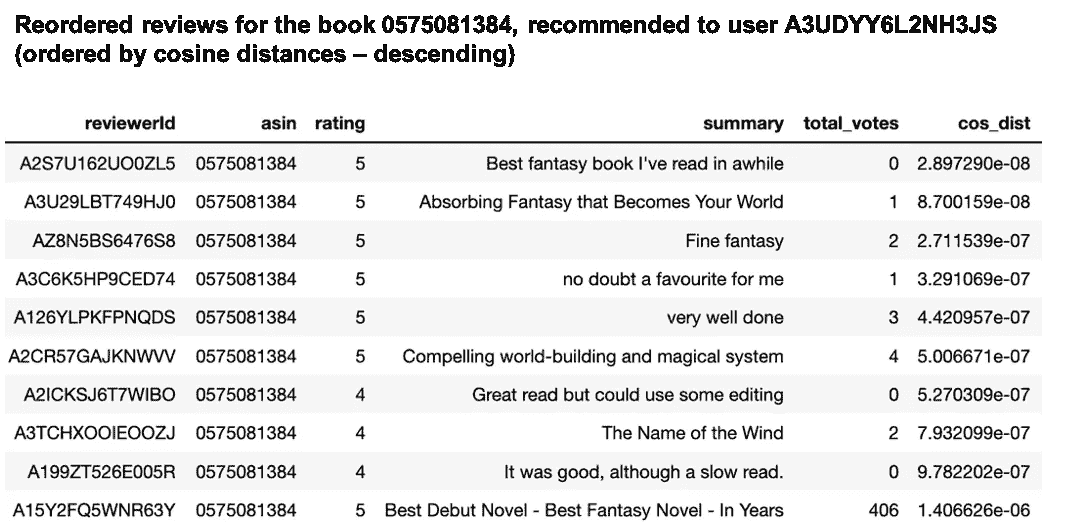 Reordered reviews for the book 0575081384, recommended to user A3UDYY6L2NH3JS
(ordered by cosine distances – descending)
reviewerId asin rating summary total_votes cos_dist
A2S7U162UO0ZL5 0575081384 5 Best fantasy book I've read in awhile 0 2.897290e-08
A3U29LBT749HJ0 0575081384 5 Absorbing Fantasy that Becomes Your World 1 8.700159e-08
AZ8N5BS6476S8 0575081384 5 Fine fantasy 2 2.711539e-07
A3C6K5HP9CED74 0575081384 5 no doubt a favourite for me 1 3.291069e-07
A126YLPKFPNQDS 0575081384 5 very well done 3 4.420957e-07
A2CR57GAJKNWVV 0575081384 5 Compelling world-building and magical system 4 5.006671e-07
A2ICKSJ6T7WIBO 0575081384 4 Great read but could use some editing 0 5.270309e-07
A3TCHXOOIEOOZJ 0575081384 4 The Name of the Wind 2 7.932099e-07
A199ZT526E005R 0575081384 4 It was good, although a slow read. 0 9.782202e-07
A15Y2FQ5WNR63Y 0575081384 5 Best Debut Novel - Best Fantasy Novel - In Years 406 1.406626e-06